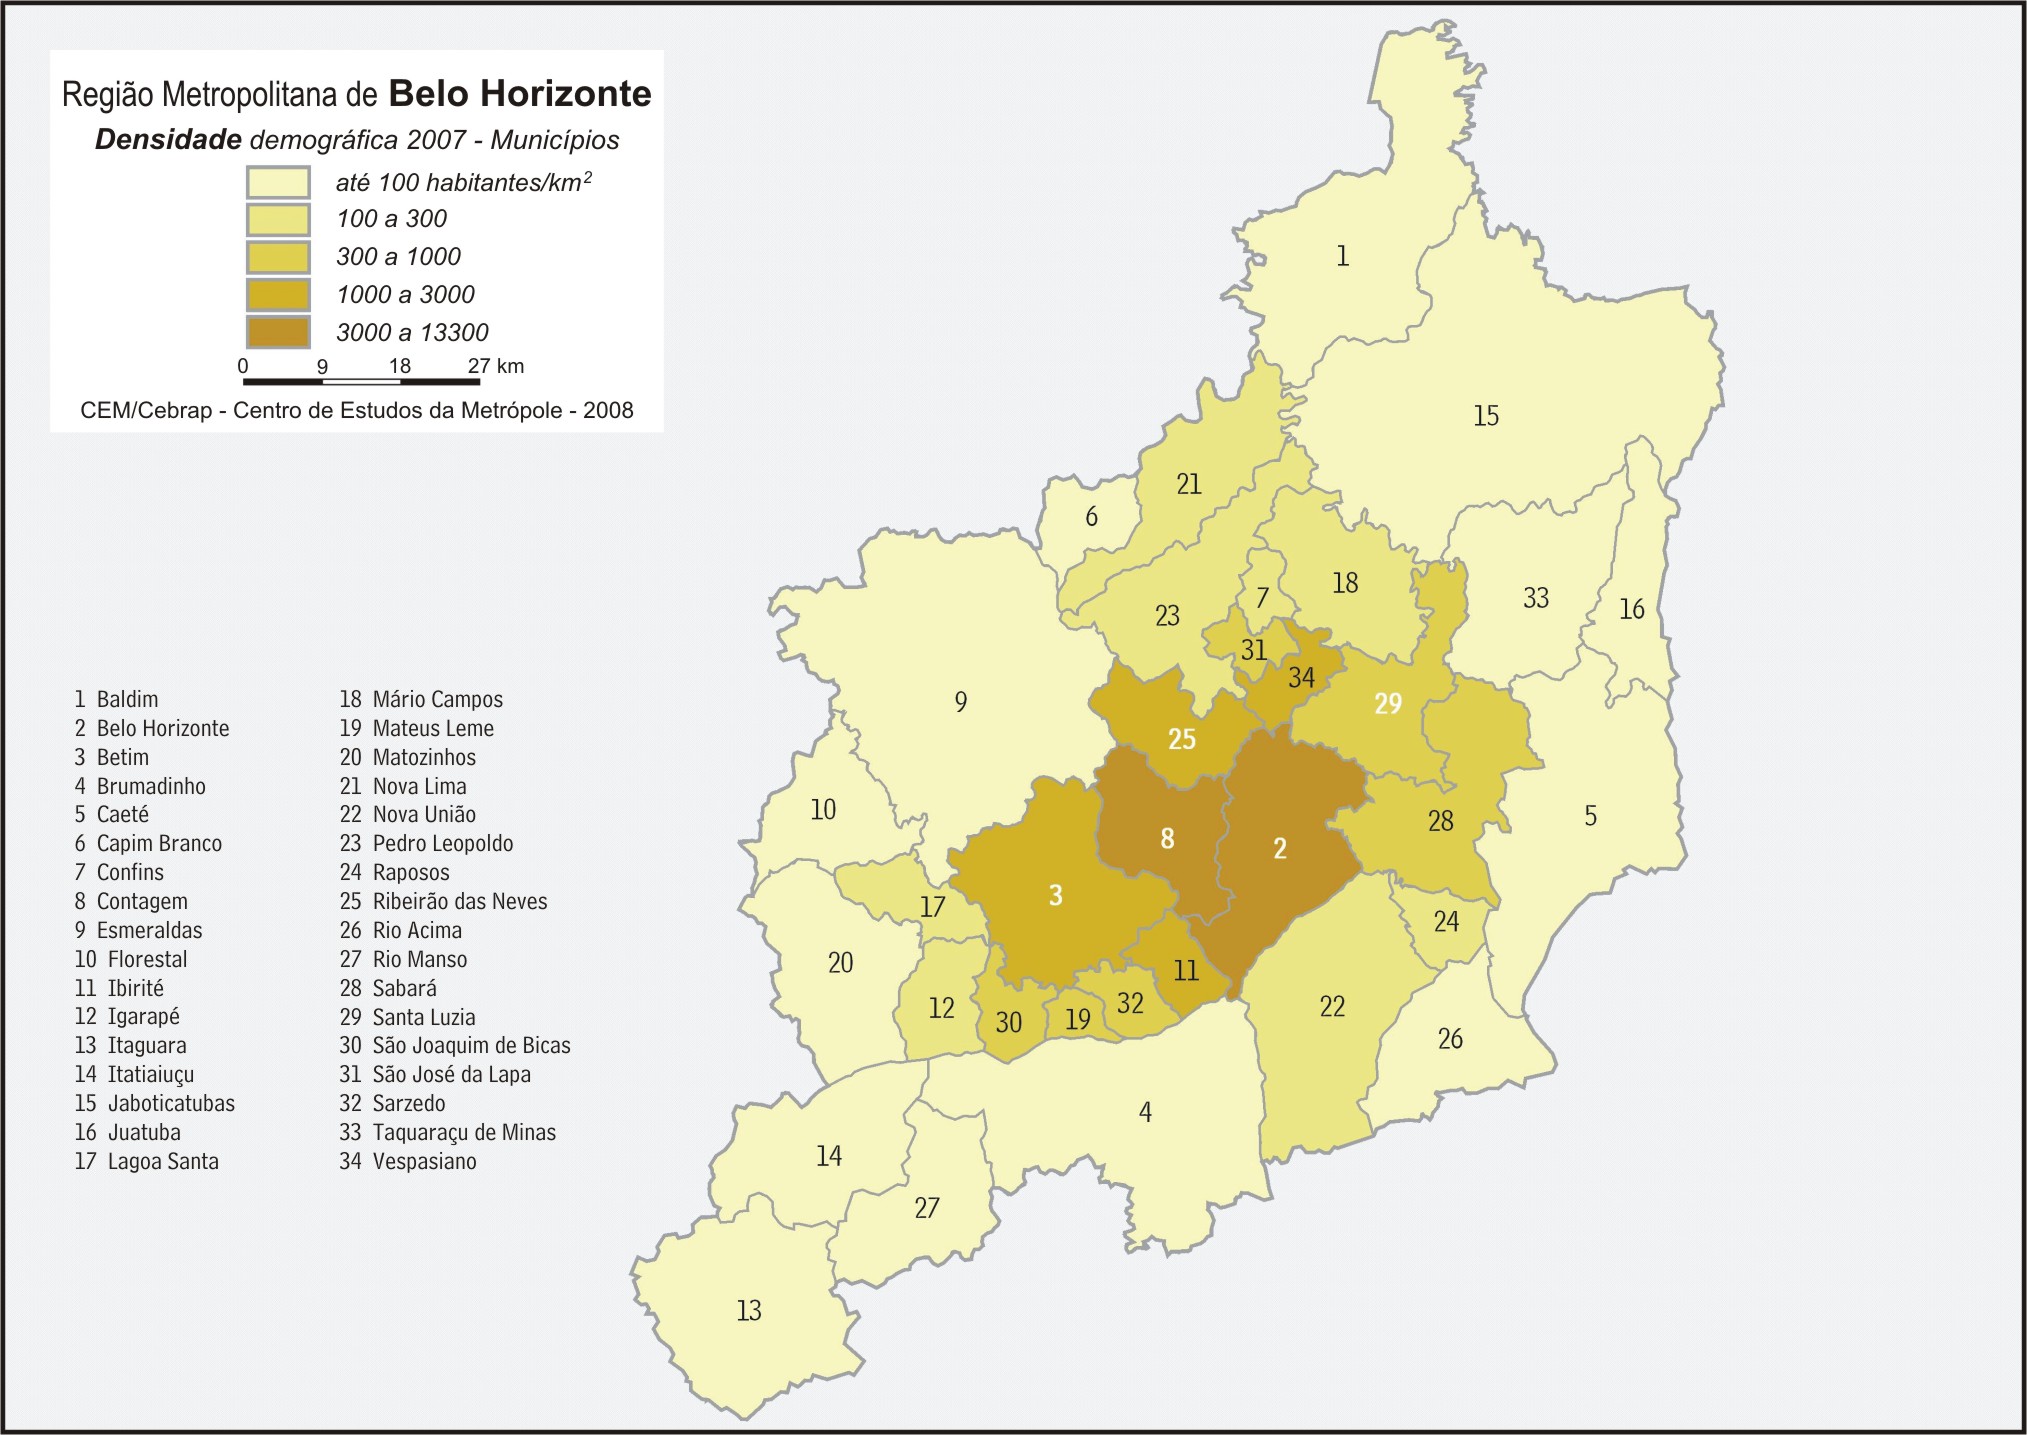 Região Metropolitana de Belo Horizonte
Densidade demográfica 2007 - Municípios
até 100 habitantes/km²
100 a 300
300 a 1000
1000 a 3000
3000 a 13300
0 9 18 27 km
CEM/Cebrap - Centro de Estudos da Metrópole - 2008
1 Baldim
2 Belo Horizonte
3 Betim
4 Brumadinho
5 Caeté
6 Capim Branco
7 Confins
8 Contagem
9 Esmeraldas
10 Florestal
11 Ibirité
12 Igarapé
13 Itaguara
14 Itatiaiuçu
15 Jaboticatubas
16 Juatuba
17 Lagoa Santa
18 Mário Campos
19 Mateus Leme
20 Matozinhos
21 Nova Lima
22 Nova União
23 Pedro Leopoldo
24 Raposos
25 Ribeirão das Neves
26 Rio Acima
27 Rio Manso
28 Sabará
29 Santa Luzia
30 São Joaquim de Bicas
31 São José da Lapa
32 Sarzedo
33 Taquaraçu de Minas
34 Vespasiano
1
15
21
6
18
7
33
16
23
31
34
9
29
25
10
5
28
8
2
3
17
24
20
11
32
12
22
19
30
26
4
14
27
13